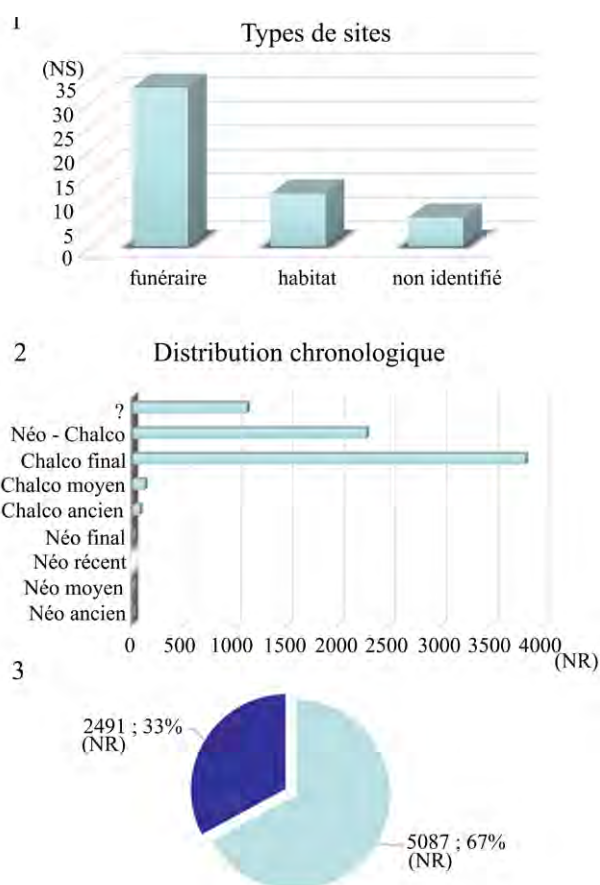 1
Types de sites
(NS)
35
30
25
20
15
10
5
0
funéraire habitat non identifié
2
Distribution chronologique
?
Néo - Chalco
Chalco final
Chalco moyen
Chalco ancien
Néo final
Néo récent
Néo moyen
Néo ancien
0 500 1000 1500 2000 2500 3000 3500 4000
(NR)
3
2491 ; 33%
(NR)
5087 ; 67%
(NR)